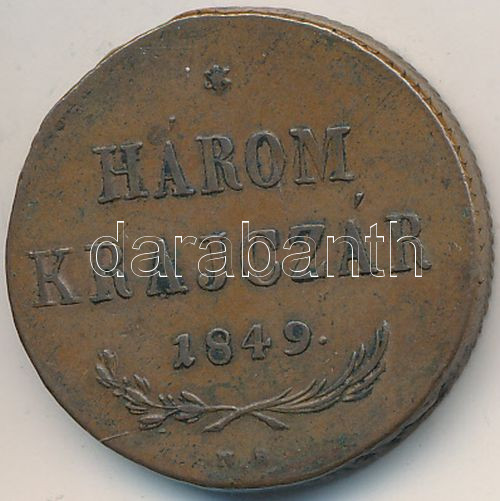 HÁROM
KRAJCZÁR
darabanth
1849.